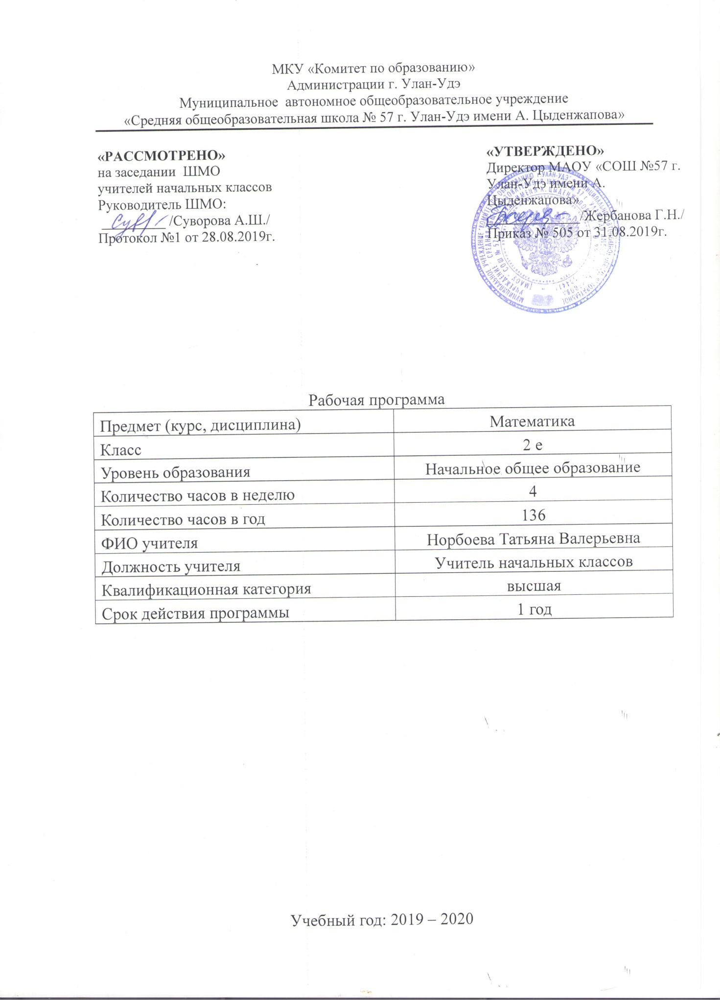 МКУ «Комитет по образованию»
Администрации г. Улан-Удэ
Муниципальное автономное общеобразовательное учреждение
«Средняя общеобразовательная школа № 57 г. Улан-Удэ имени А. Цыденжапова»
«РАССМОТРЕНО»
на заседании ШМО
учителей начальных классов
Руководитель ШМО:
/Суворова А.Ш./
Протокол №1 от 28.08.2019г.
«УТВЕРЖДЕНО»
Директор МАОУ «СОШ №57 г.
Улан-Удэ имени А.
Цыденжапова»
/Жербанова Г.Н./
Приказ № 505 от 31.08.2019г.
Рабочая программа
Предмет (курс, дисциплина) Математика
Класс 2 е
Уровень образования Начальное общее образование
Количество часов в неделю 4
Количество часов в год 136
ФИО учителя Норбоева Татьяна Валерьевна
Должность учителя Учитель начальных классов
Квалификационная категория высшая
Срок действия программы 1 год
Учебный год: 2019 – 2020